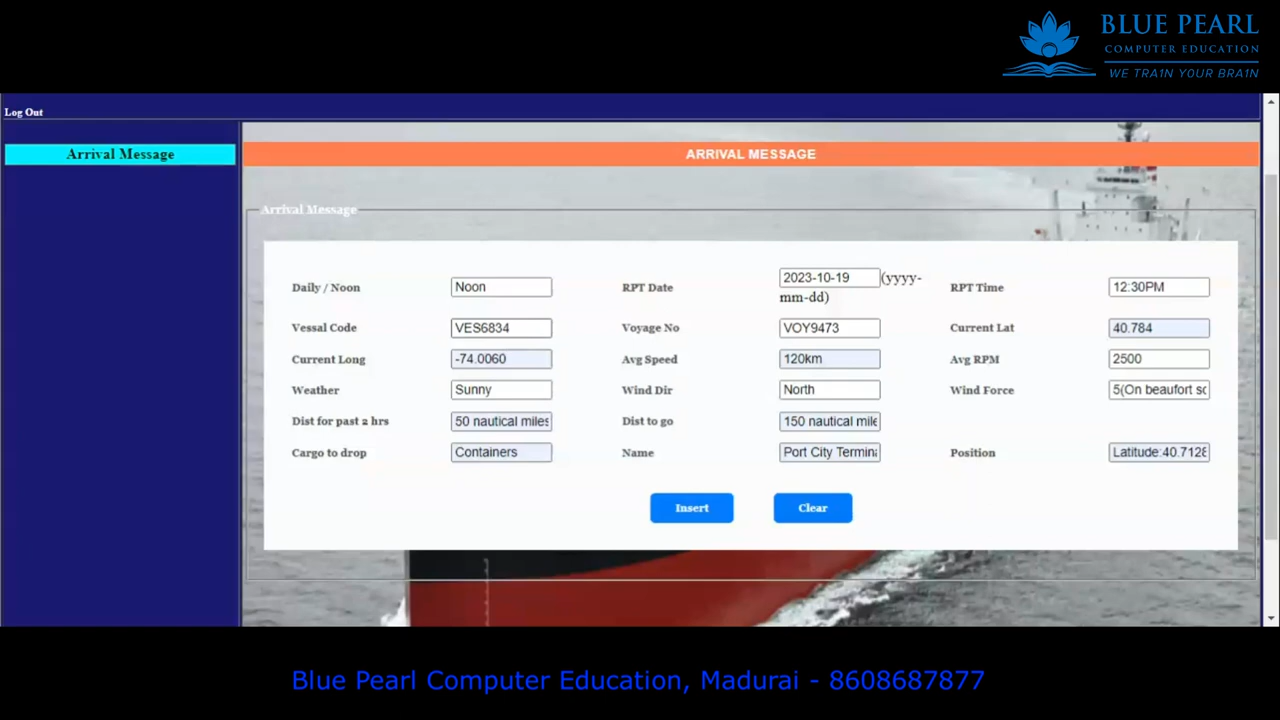 BLUE PEARL
COMPUTER EDUCATION
WE TRA1N YOUR BRA1N
Log Out
Arrival Message
ARRIVAL MESSAGE
Arrival Message
Daily / Noon Noon RPT Date 2023-10-19 (yyyy-mm-dd) RPT Time 12:30PM
Vessal Code VES6834 Voyage No VOY9473 Current Lat 40.784
Current Long -74.0060 Avg Speed 120km Avg RPM 2500
Weather Sunny Wind Dir North Wind Force 5(On beaufort sc
Dist for past 2 hrs 50 nautical miles Dist to go 150 nautical mile
Cargo to drop Containers Name Port City Termina Position Latitude:40.7128
Insert Clear
Blue Pearl Computer Education, Madurai - 8608687877